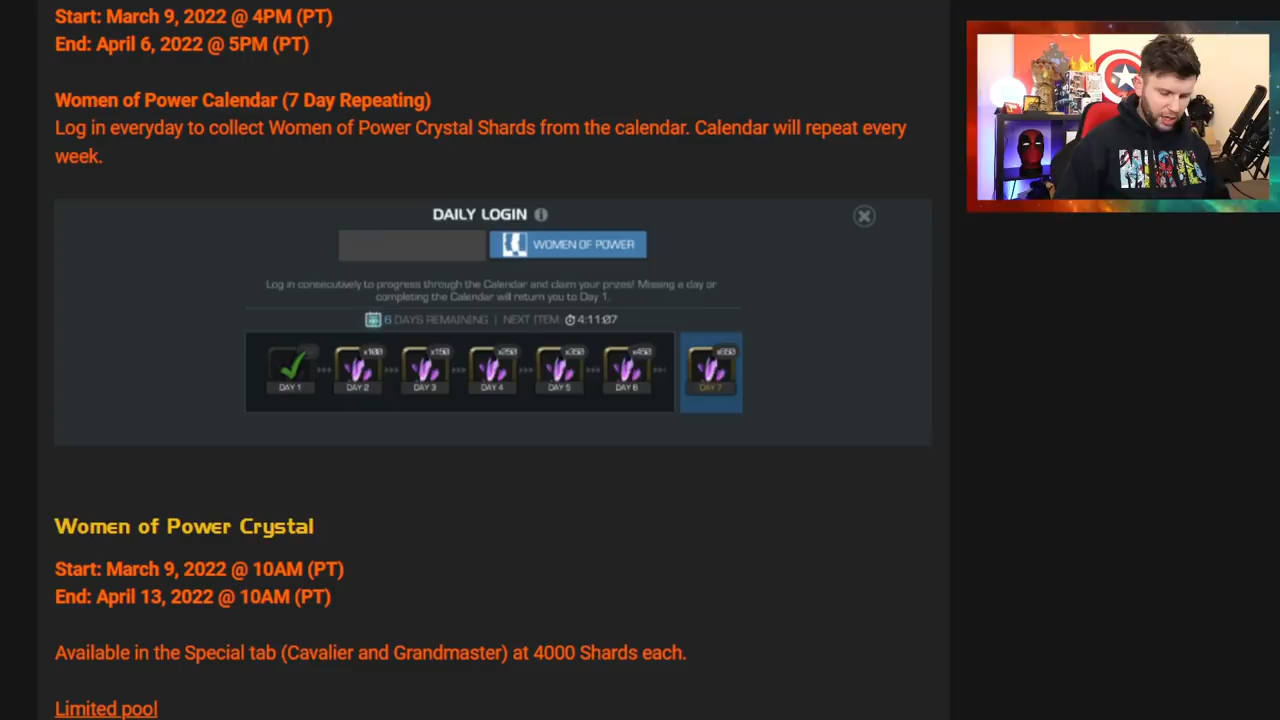 Start: March 9, 2022 @ 4PM (PT)
End: April 6, 2022 @ 5PM (PT)
Women of Power Calendar (7 Day Repeating)
Log in everyday to collect Women of Power Crystal Shards from the calendar. Calendar will repeat every
week.
DAILY LOGIN
WOMEN OF POWER
Log in consecutively to progress through the Calendar and claim your prizes! Missing a day or
completing the Calendar will return you to Day 1.
6 DAYS REMAINING | NEXT ITEM 4:11:07
x100 x150 x250 x350 x450 x650
DAY 1 DAY 2 DAY 3 DAY 4 DAY 5 DAY 6 DAY 7
Women of Power Crystal
Start: March 9, 2022 @ 10AM (PT)
End: April 13, 2022 @ 10AM (PT)
Available in the Special tab (Cavalier and Grandmaster) at 4000 Shards each.
Limited pool